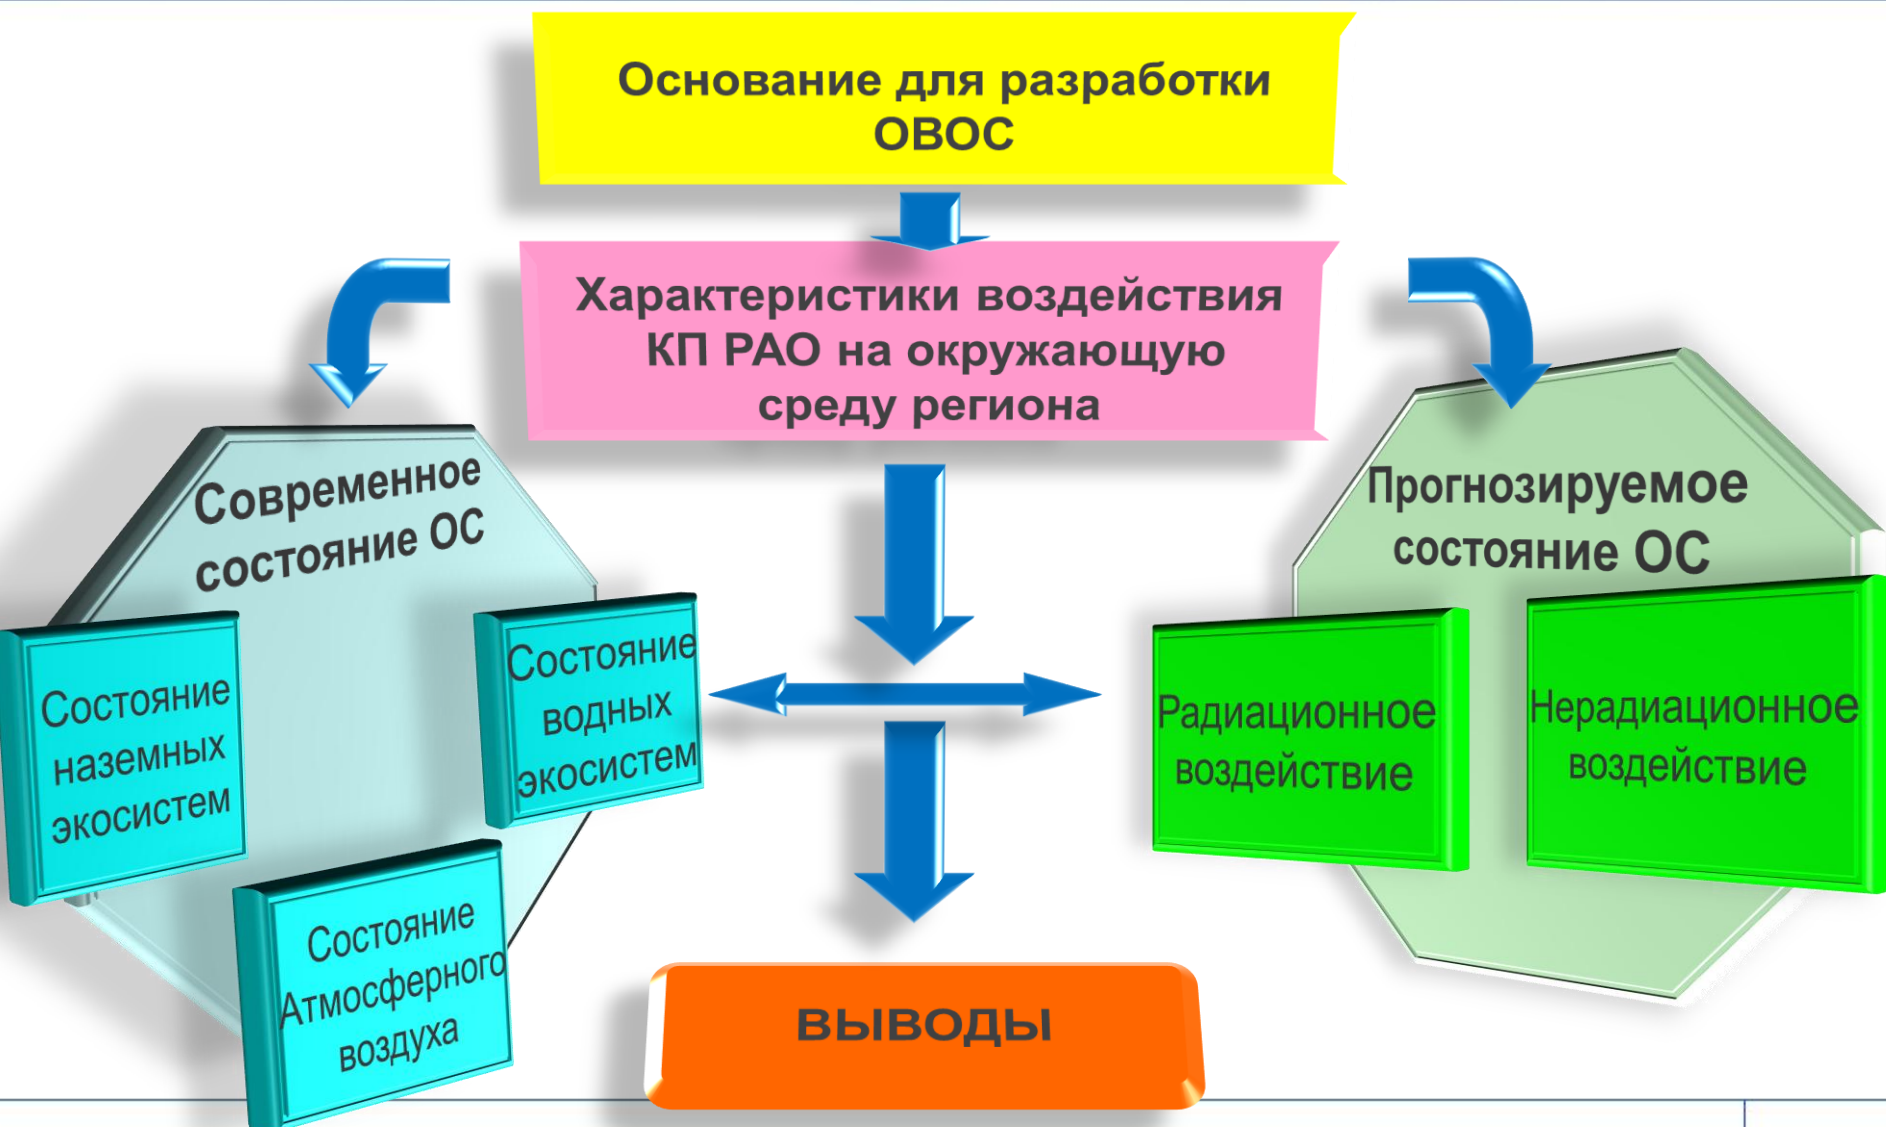 Основание для разработки
ОВОС
Характеристики воздействия
КП РАО на окружающую
среду региона
Современное
состояние ОС
Состояние
наземных
экосистем
Состояние
водных
экосистем
Состояние
Атмосферного
воздуха
Прогнозируемое
состояние ОС
Радиационное
воздействие
Нерадиационное
воздействие
ВЫВОДЫ